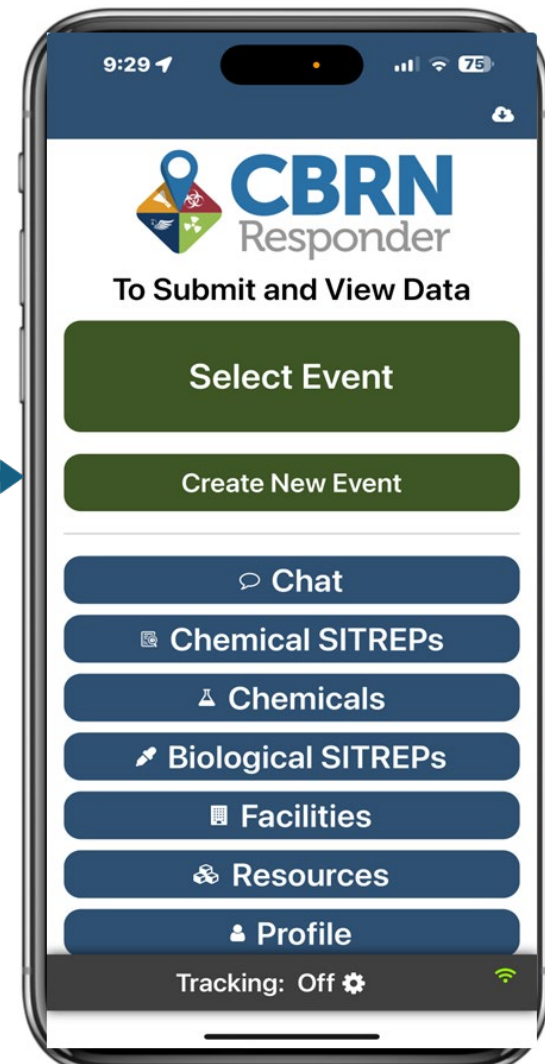 9:29
75
CBRN
Responder
To Submit and View Data
Select Event
Create New Event
Chat
Chemical SITREPs
Chemicals
Biological SITREPs
Facilities
Resources
Profile
Tracking: Off